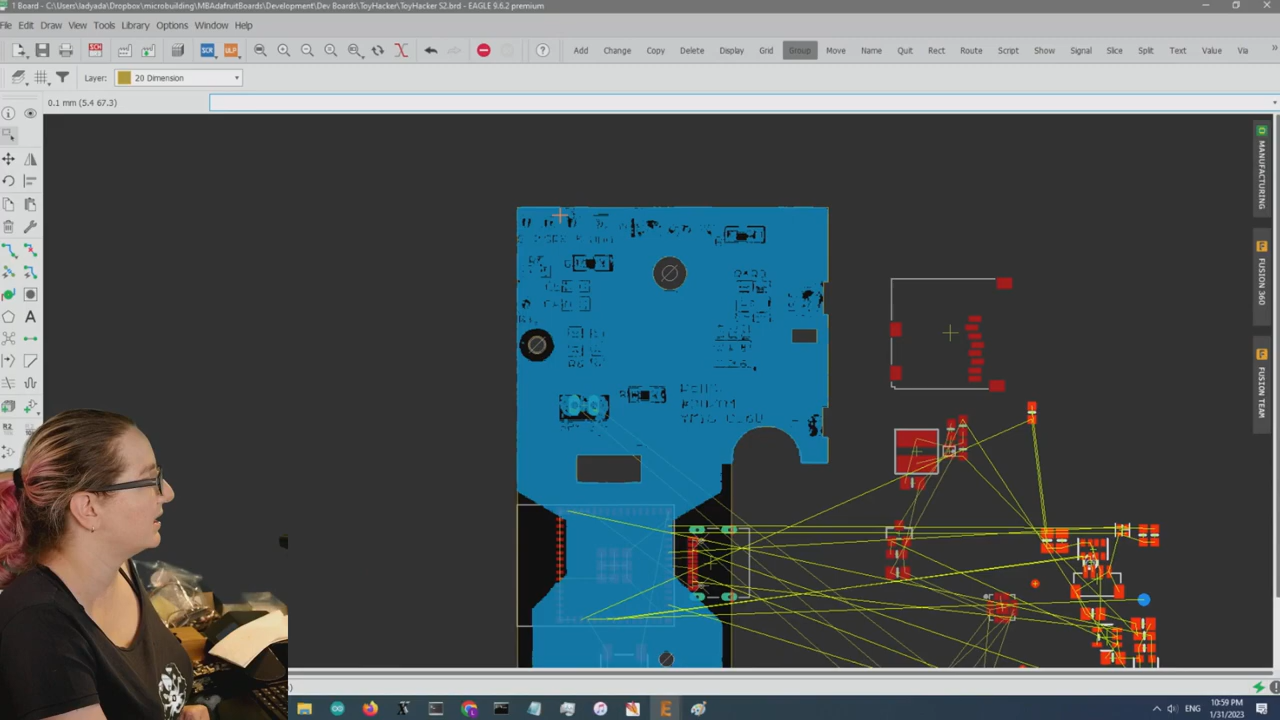 1 Board - C:\Users\ladyada\Dropbox\microbuilding\MBAdafruitBoards\Development\Dev Boards\ToyHacker\ToyHacker S2.brd - EAGLE 9.6.2 premium
File Edit Draw View Tools Library Options Window Help
SCH SCR ULP Add Change Copy Delete Display Grid Group Move Name Quit Rect Route Script Show Signal Slice Split Text Value Via
Layer: 20 Dimension
0.1 mm (5.4 67.3)
MANUFACTURING
FUSION 360
FUSION TEAM
ENG
10:59 PM
1/31/2023